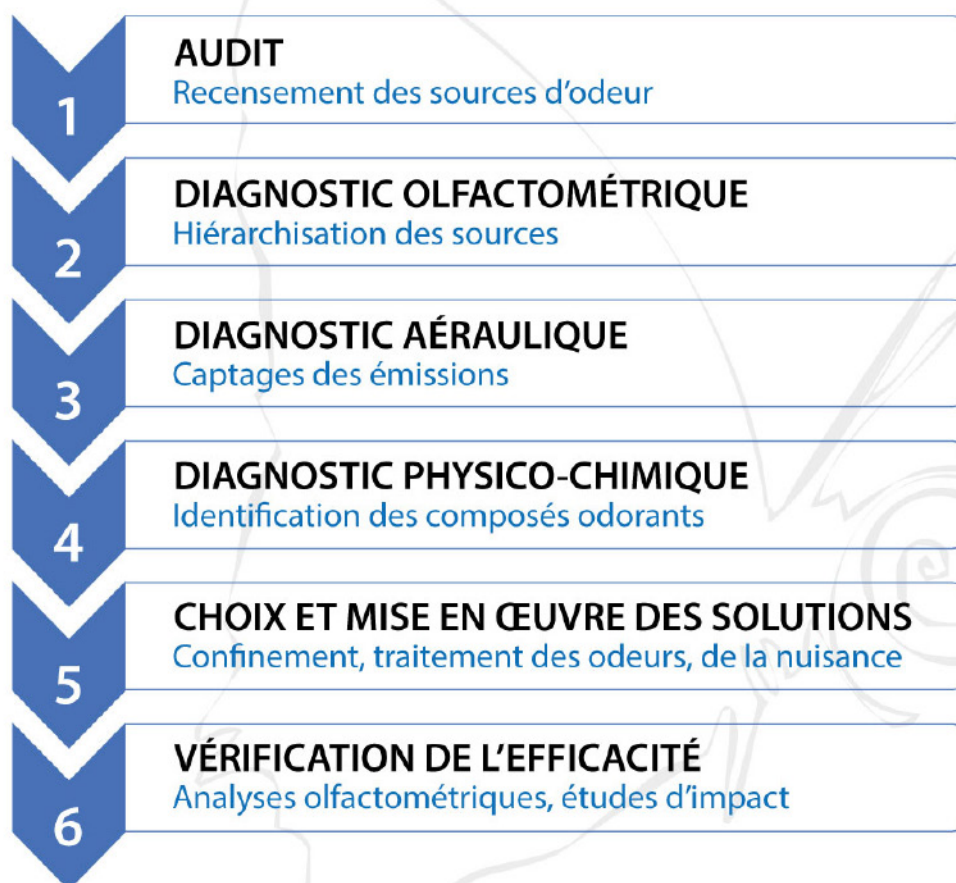 1
AUDIT
Recensement des sources d'odeur
2
DIAGNOSTIC OLFACTOMÉTRIQUE
Hiérarchisation des sources
3
DIAGNOSTIC AÉRAULIQUE
Captages des émissions
4
DIAGNOSTIC PHYSICO-CHIMIQUE
Identification des composés odorants
5
CHOIX ET MISE EN ŒUVRE DES SOLUTIONS
Confinement, traitement des odeurs, de la nuisance
6
VÉRIFICATION DE L'EFFICACITÉ
Analyses olfactométriques, études d'impact